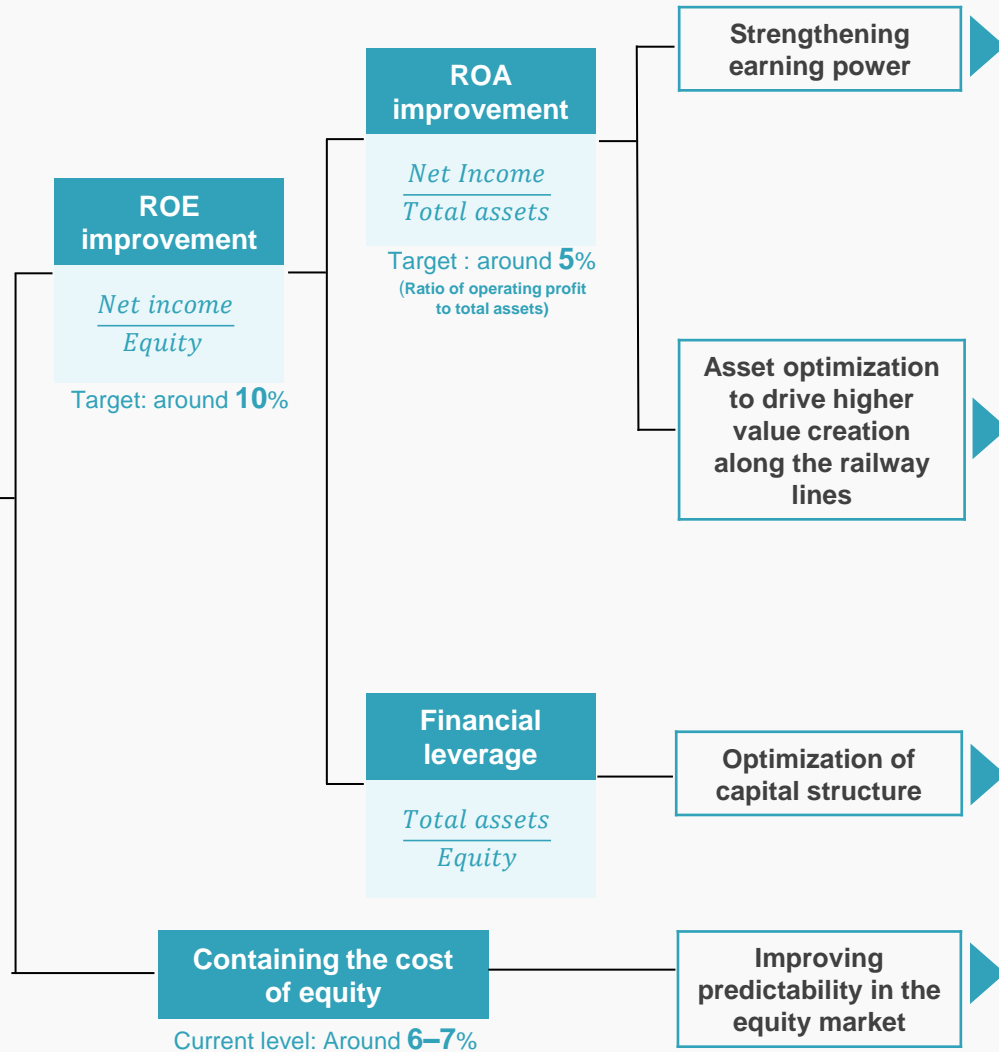 Strengthening
earning power
ROA
improvement
Net Income
Total assets
Target : around 5%
(Ratio of operating profit
to total assets)
ROE
improvement
Net income
Equity
Target: around 10%
Asset optimization
to drive higher
value creation
along the railway
lines
Financial
leverage
Total assets
Equity
Optimization of
capital structure
Containing the cost
of equity
Current level: Around 6–7%
Improving
predictability in the
equity market